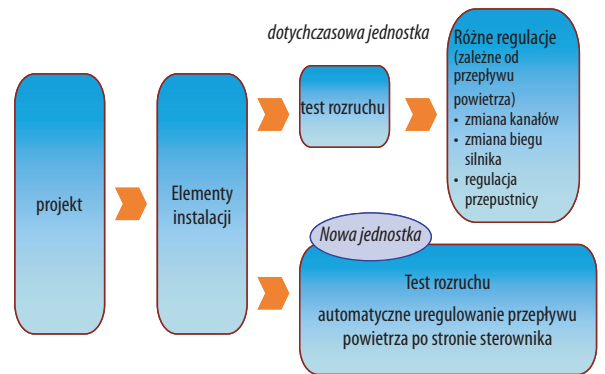 projekt
Elementy
instalacji
dotychczasowa jednostka
test rozruchu
Różne regulacje
(zależne od
przepływu
powietrza)
• zmiana kanałów
• zmiana biegu
silnika
• regulacja
przepustnicy
Nowa jednostka
Test rozruchu
automatyczne uregulowanie przepływu
powietrza po stronie sterownika